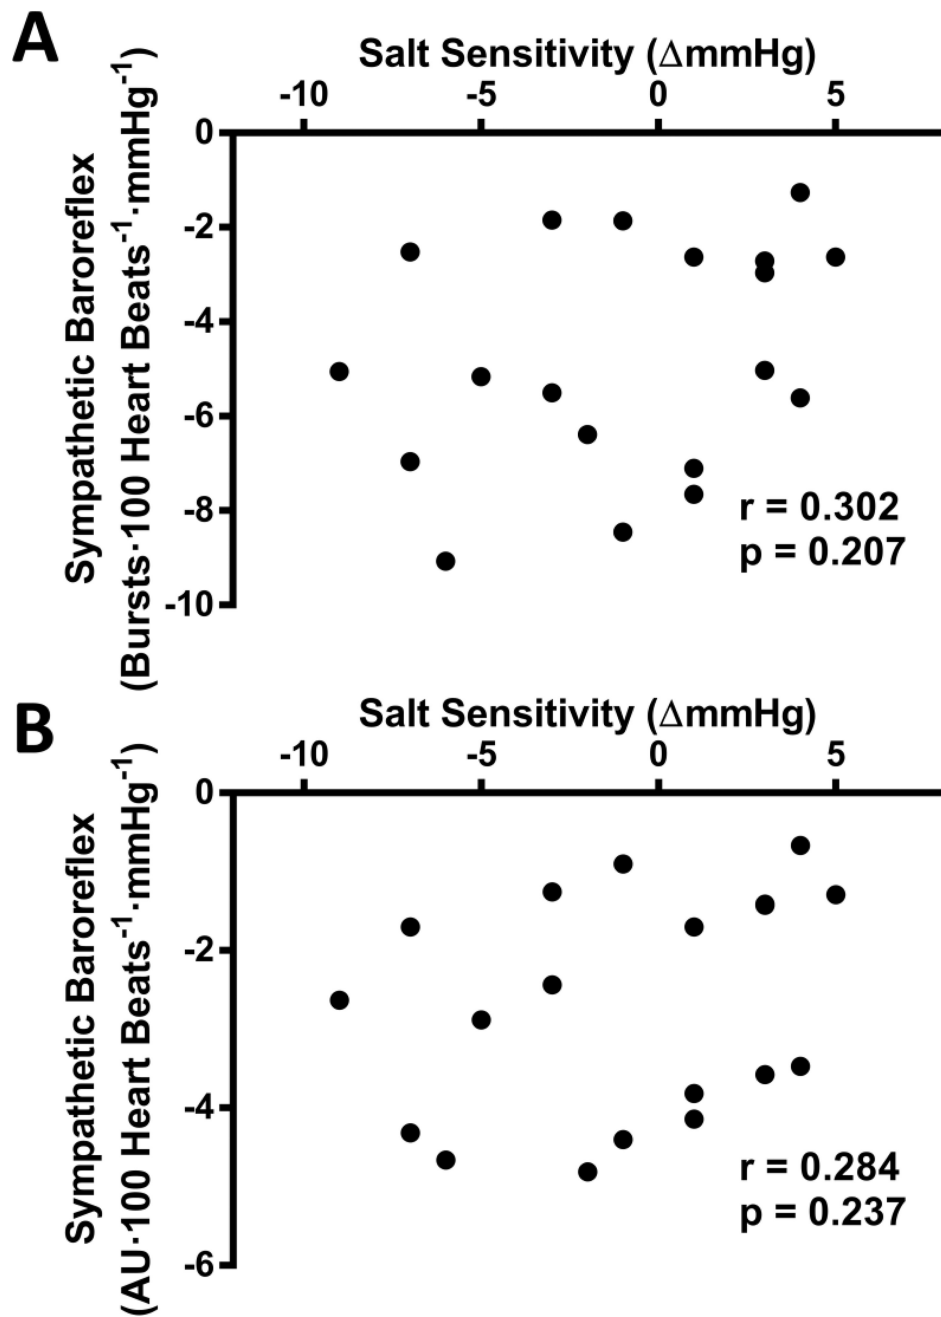 A
Salt Sensitivity (ΔmmHg)
-10 -5 0 5
Sympathetic Baroreflex
(Bursts·100 Heart Beats-1·mmHg-1)
0
-2
-4
-6
-8
-10
r = 0.302
p = 0.207
B
Salt Sensitivity (ΔmmHg)
-10 -5 0 5
Sympathetic Baroreflex
(AU·100 Heart Beats-1·mmHg-1)
0
-2
-4
-6
r = 0.284
p = 0.237